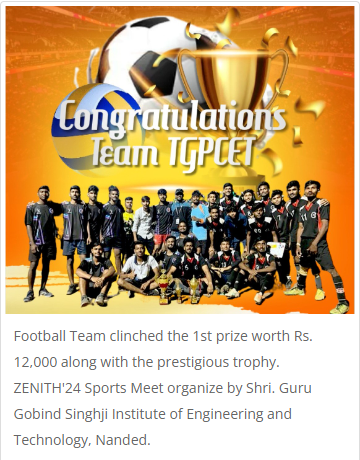 Congratulations
Team TGPCET
Football Team clinched the 1st prize worth Rs.
12,000 along with the prestigious trophy.
ZENITH'24 Sports Meet organize by Shri. Guru
Gobind Singhji Institute of Engineering and
Technology, Nanded.